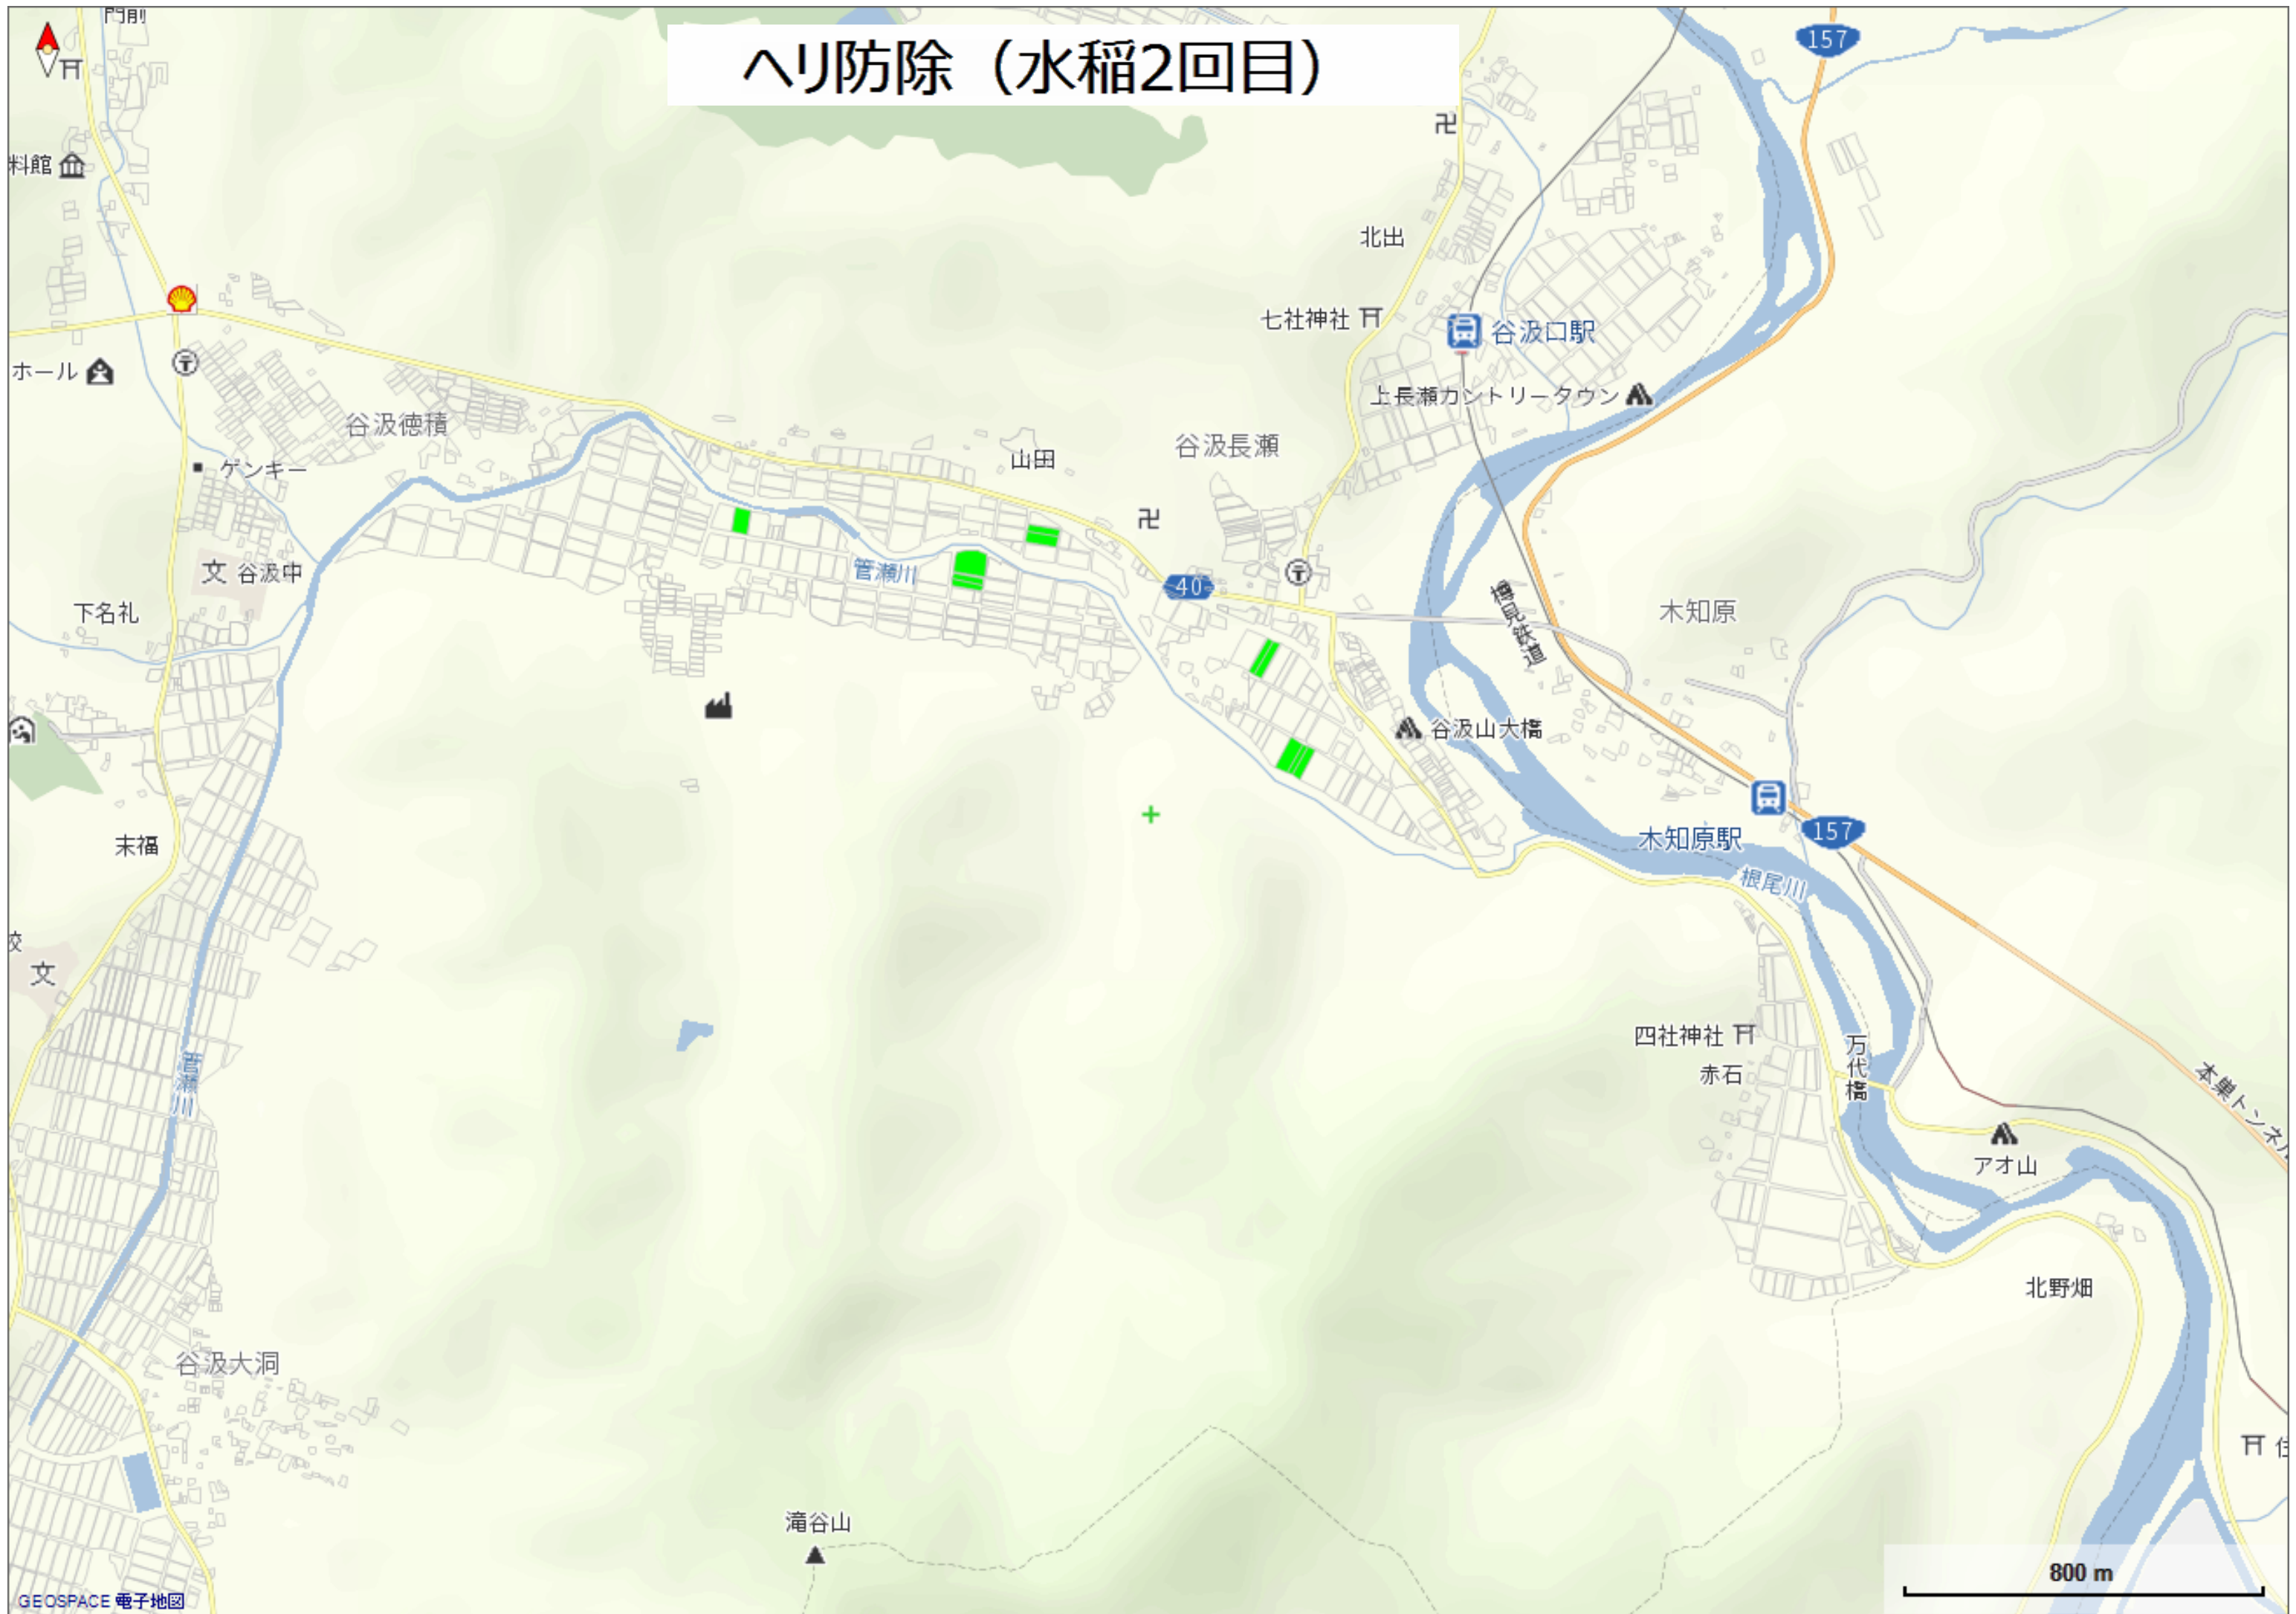 門前
ヘリ防除（水稲2回目）
157
料館
北出
七社神社
谷汲口駅
ホール
上長瀬カントリータウン
谷汲徳積
谷汲長瀬
山田
ゲンキー
谷汲中
管瀬川
40
下名礼
木知原
樽見鉄道
谷汲山大橋
末福
木知原駅
157
根尾川
校
四社神社
赤石
万代橋
管瀬川
本巣トンネル
アオ山
北野畑
谷汲大洞
滝谷山
800 m
GEOSPACE 電子地図